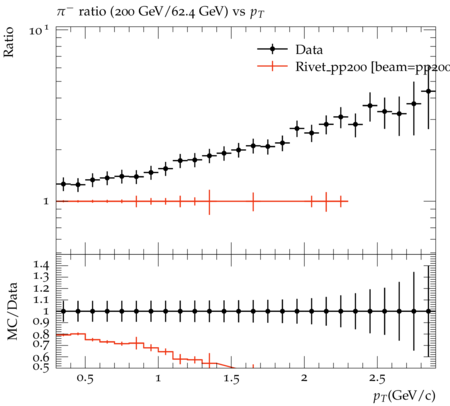 π⁻ ratio (200 GeV/62.4 GeV) vs p_T
Ratio
10¹
Data
Rivet_pp200 [beam=pp200
1
MC/Data
1.4
1.3
1.2
1.1
1
0.9
0.8
0.7
0.6
0.5
0.5 1 1.5 2 2.5
p_T(GeV/c)